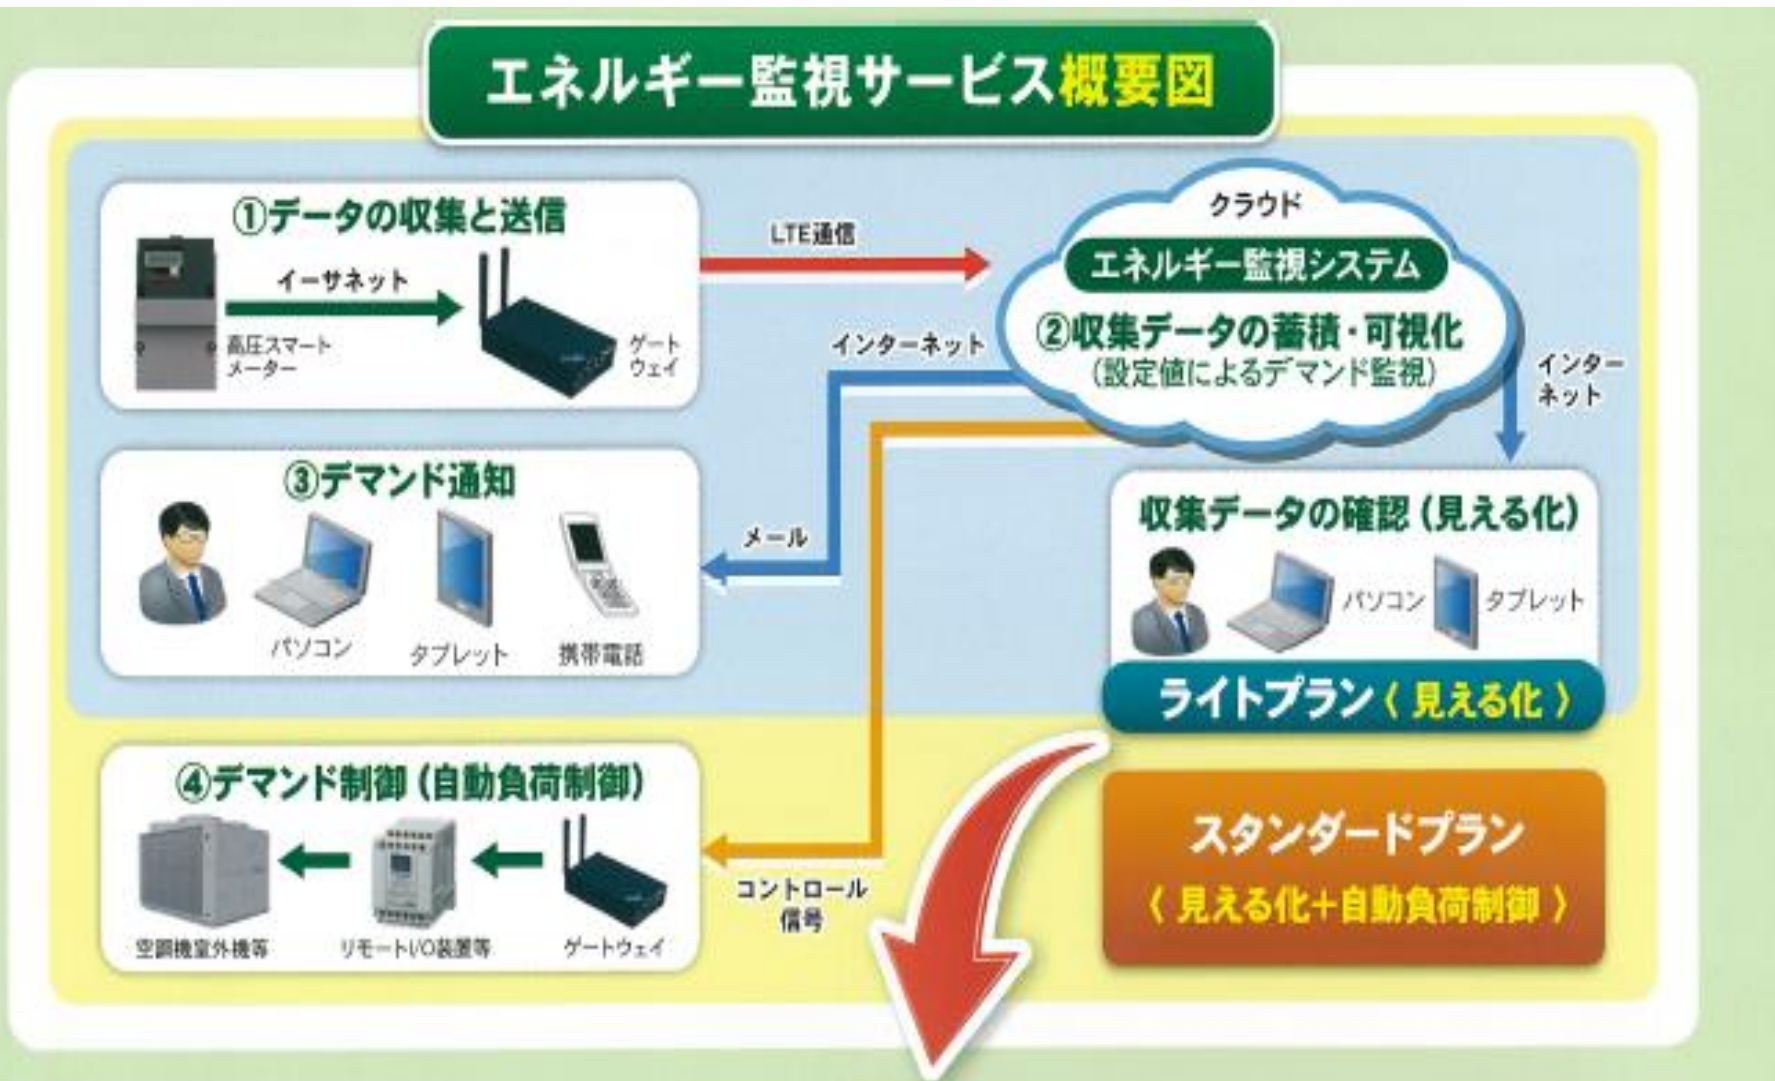 エネルギー監視サービス概要図
①データの収集と送信
イーサネット
高圧スマート
メーター
ゲート
ウェイ
LTE通信
クラウド
エネルギー監視システム
②収集データの蓄積・可視化
（設定値によるデマンド監視）
インターネット
インター
ネット
③デマンド通知
パソコン
タブレット
携帯電話
メール
収集データの確認（見える化）
パソコン
タブレット
ライトプラン〈 見える化 〉
④デマンド制御（自動負荷制御）
空調機室外機等
リモートI/O装置等
ゲートウェイ
コントロール
信号
スタンダードプラン
〈 見える化＋自動負荷制御 〉